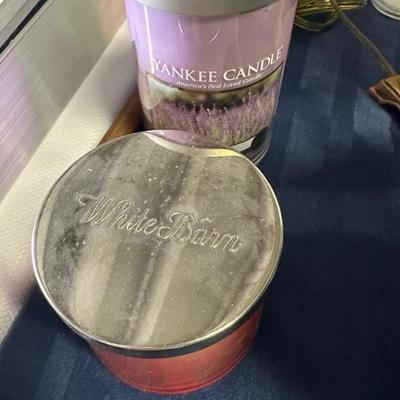 YANKEE CANDLE®
America's Best Loved Candle
White Barn